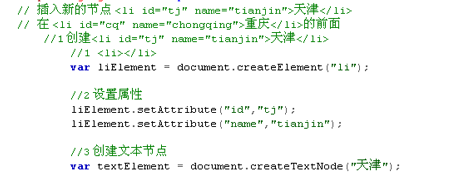 // 插入新的节点 <li id="tj" name="tianjin">天津</li>
// 在 <li id="cq" name="chongqing">重庆</li>的前面
//1 创建<li id="tj" name="tianjin">天津</li>
//1 <li></li>
var liElement = document.createElement("li");
//2 设置属性
liElement.setAttribute("id","tj");
liElement.setAttribute("name","tianjin");
//3 创建文本节点
var textElement = document.createTextNode("天津");